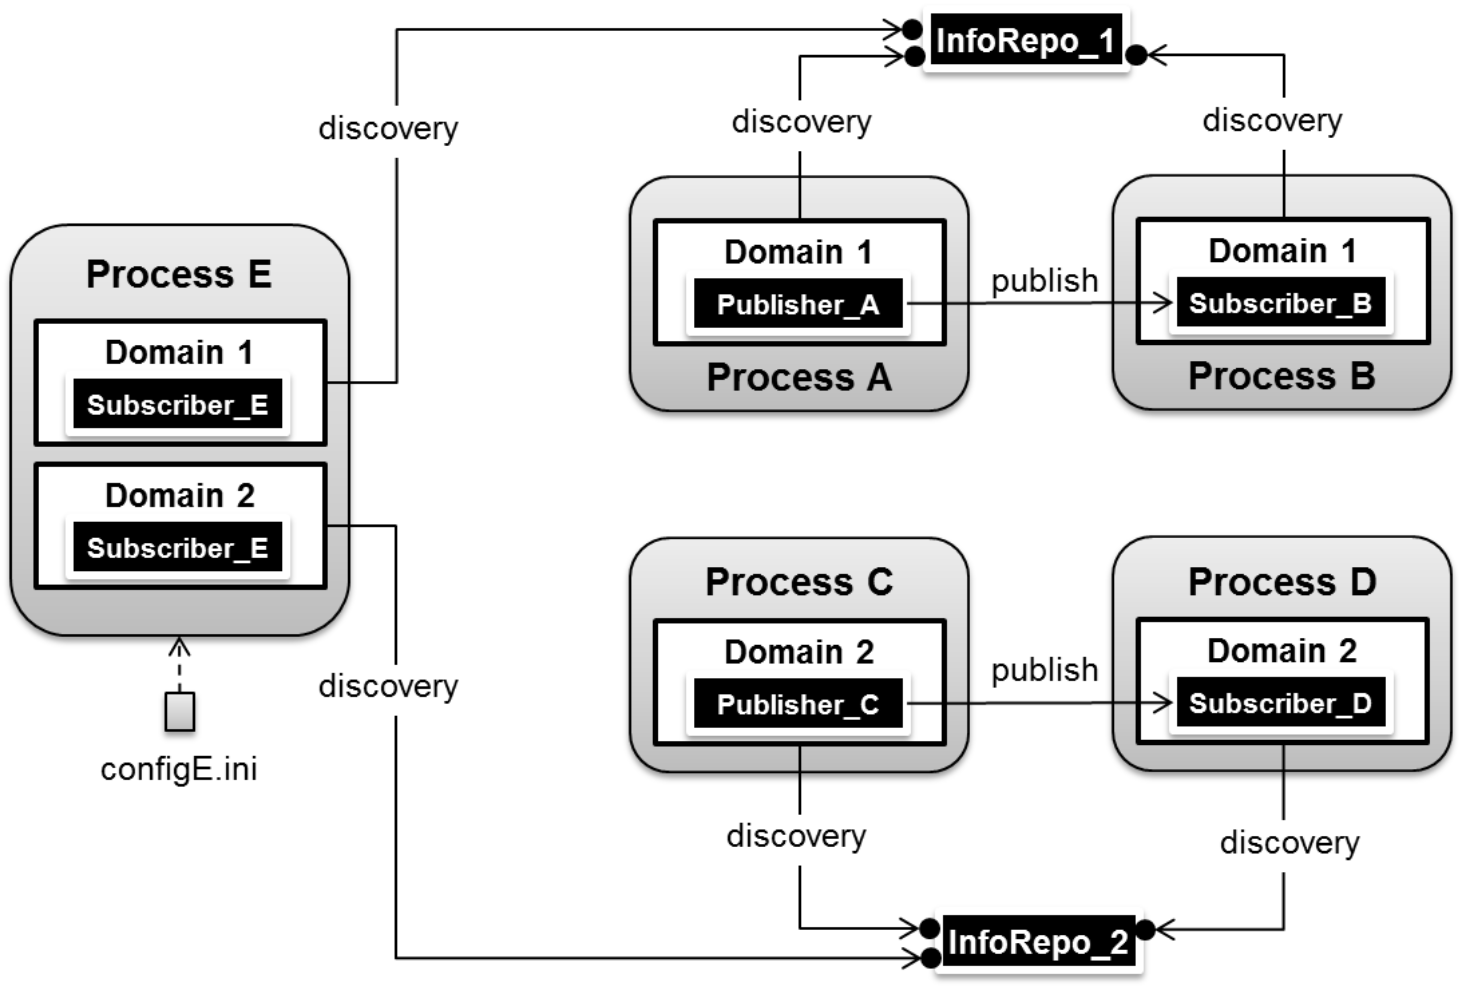 InfoRepo_1
discovery
discovery
discovery
Process E
Domain 1
Subscriber_E
Domain 2
Subscriber_E
configE.ini
Domain 1
Publisher_A
Process A
publish
Domain 1
Subscriber_B
Process B
Process C
Domain 2
Publisher_C
publish
Process D
Domain 2
Subscriber_D
discovery
discovery
discovery
InfoRepo_2